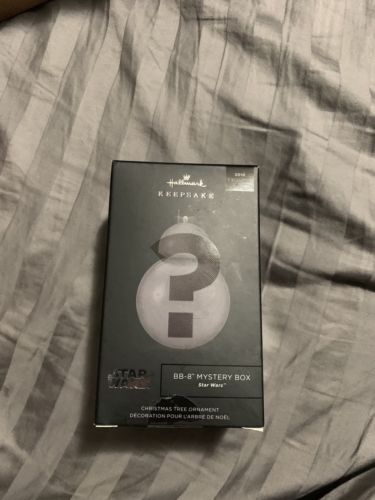 Hallmark
KEEPSAKE
2018
?
STAR
WARS
BB-8™ MYSTERY BOX
Star Wars™
CHRISTMAS TREE ORNAMENT
DÉCORATION POUR L'ARBRE DE NOËL